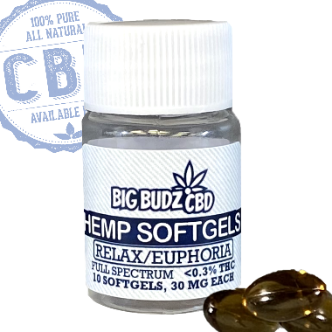 100% PURE
ALL NATURAL
CB
AVAILABLE
BIG BUDZ CBD
HEMP SOFTGELS
RELAX/EUPHORIA
FULL SPECTRUM <0.3% THC
10 SOFTGELS, 30 MG EACH